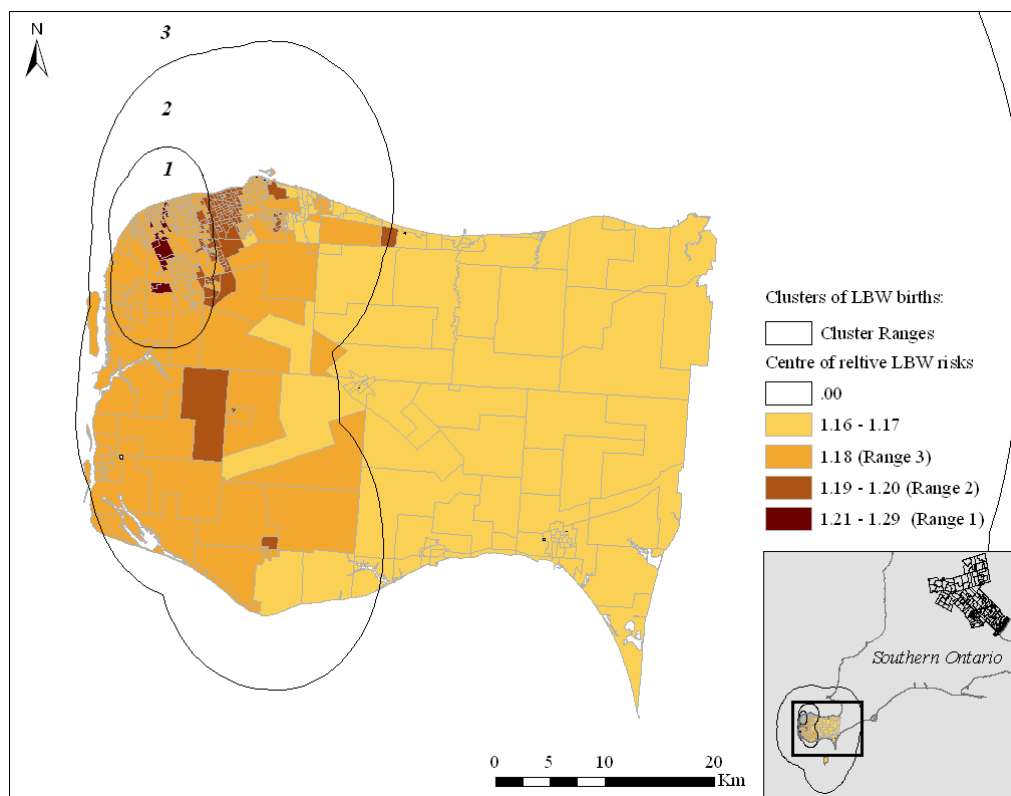 N
3
2
1
Clusters of LBW births:
Cluster Ranges
Centre of reltive LBW risks
.00
1.16 - 1.17
1.18 (Range 3)
1.19 - 1.20 (Range 2)
1.21 - 1.29 (Range 1)
Southern Ontario
0 5 10 20
Km